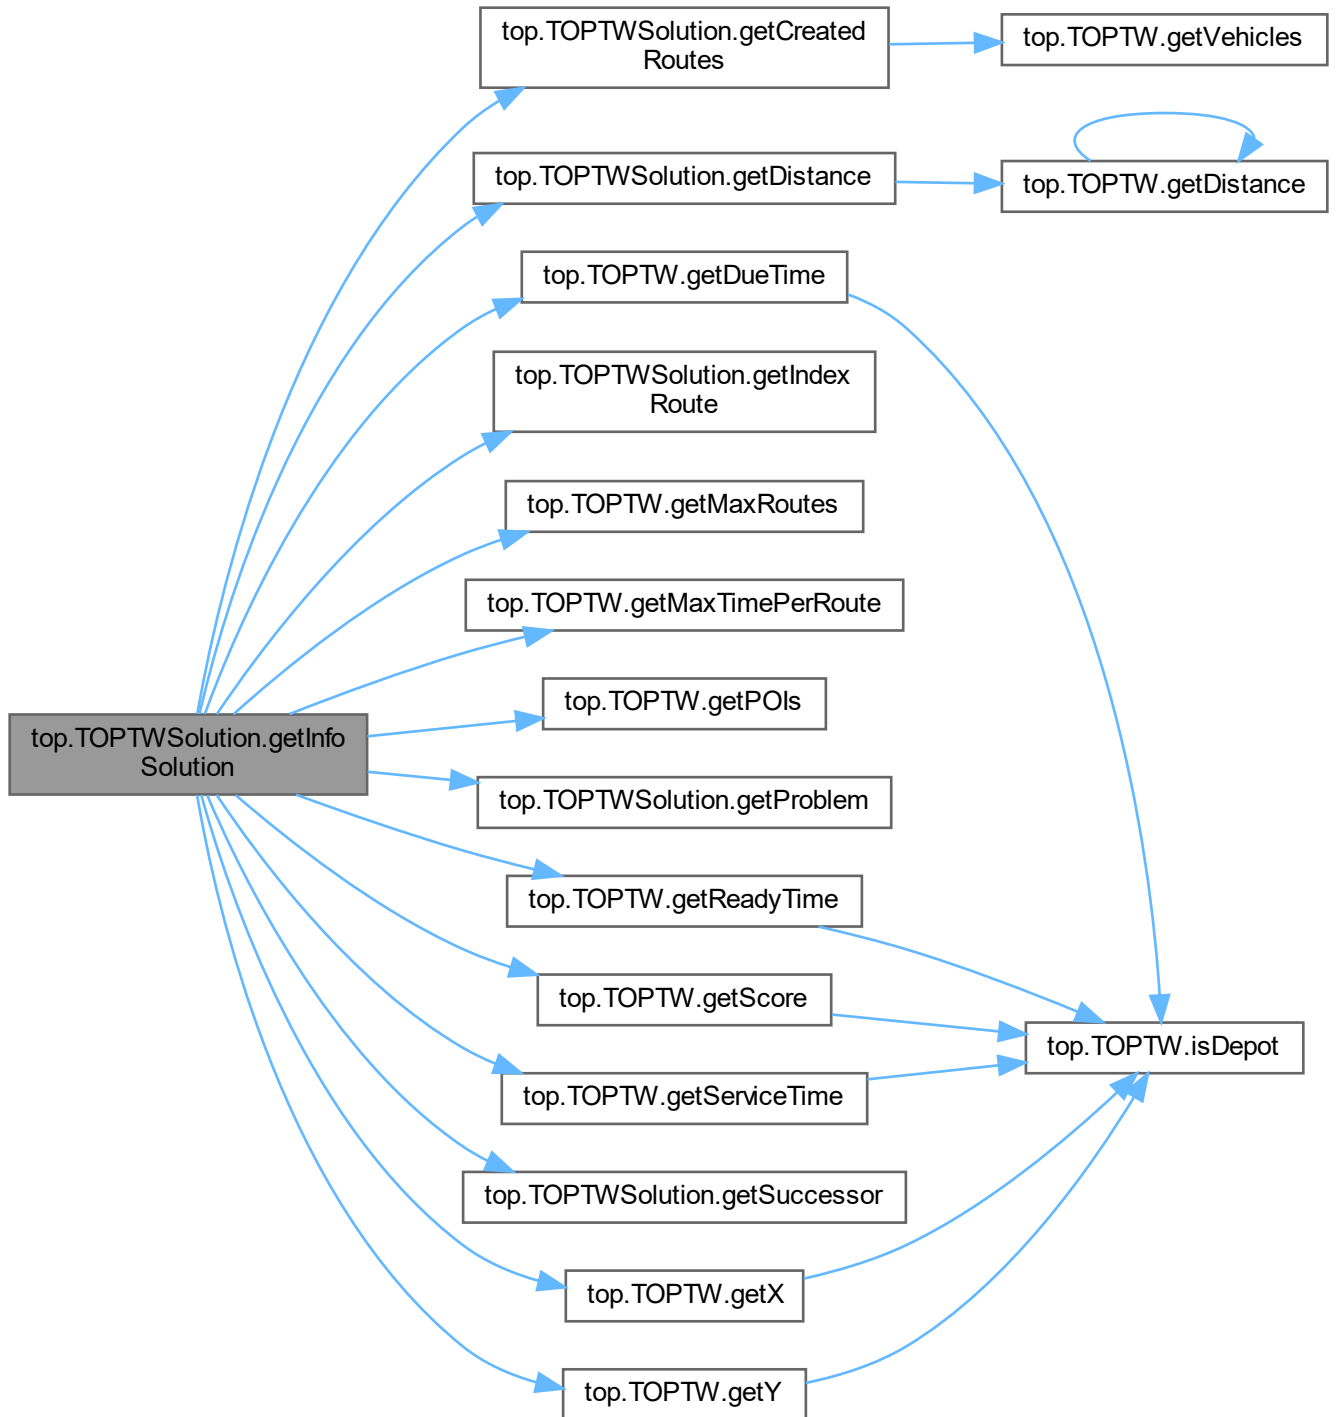 top.TOPTWSolution.getCreated
Routes
top.TOPTW.getVehicles
top.TOPTWSolution.getDistance
top.TOPTW.getDistance
top.TOPTW.getDueTime
top.TOPTWSolution.getIndex
Route
top.TOPTW.getMaxRoutes
top.TOPTW.getMaxTimePerRoute
top.TOPTW.getPOIs
top.TOPTWSolution.getInfo
Solution
top.TOPTWSolution.getProblem
top.TOPTW.getReadyTime
top.TOPTW.getScore
top.TOPTW.isDepot
top.TOPTW.getServiceTime
top.TOPTWSolution.getSuccessor
top.TOPTW.getX
top.TOPTW.getY